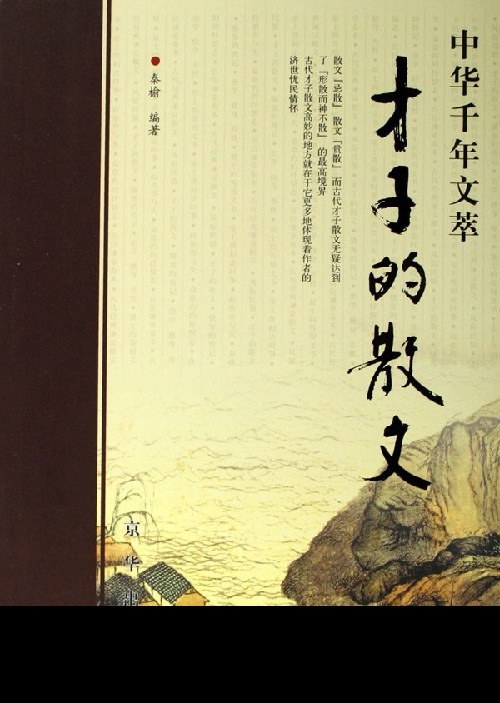 中华千年文萃
才子的散文
散文『忌散』散文『贵散』而古代才子散文无疑达到
了『形散而神不散』的最高境界
古代才子散文高妙的地方就在于它更多地体现着作者的
济世忧民情怀
秦榆 编著
京华